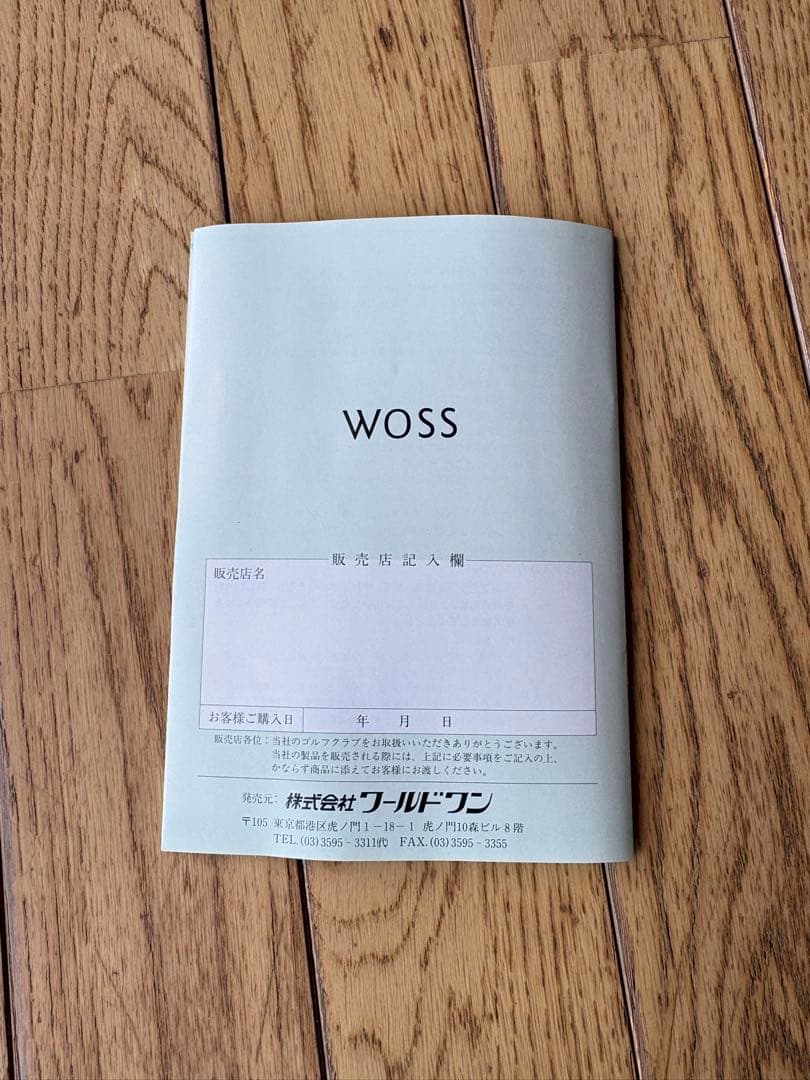 WOSS
販売店記入欄
販売店名
お客様ご購入日 年 月 日
販売店各位：当社のゴルフクラブをお取扱いいただきありがとうございます。
当社の製品を販売される際には、上記に必要事項をご記入の上、
かならず商品に添えてお客様にお渡しください。
発売元：株式会社ワールドワン
〒105 東京都港区虎ノ門1－18－1 虎ノ門10森ビル8階
TEL.(03)3595－3311代 FAX.(03)3595－3355